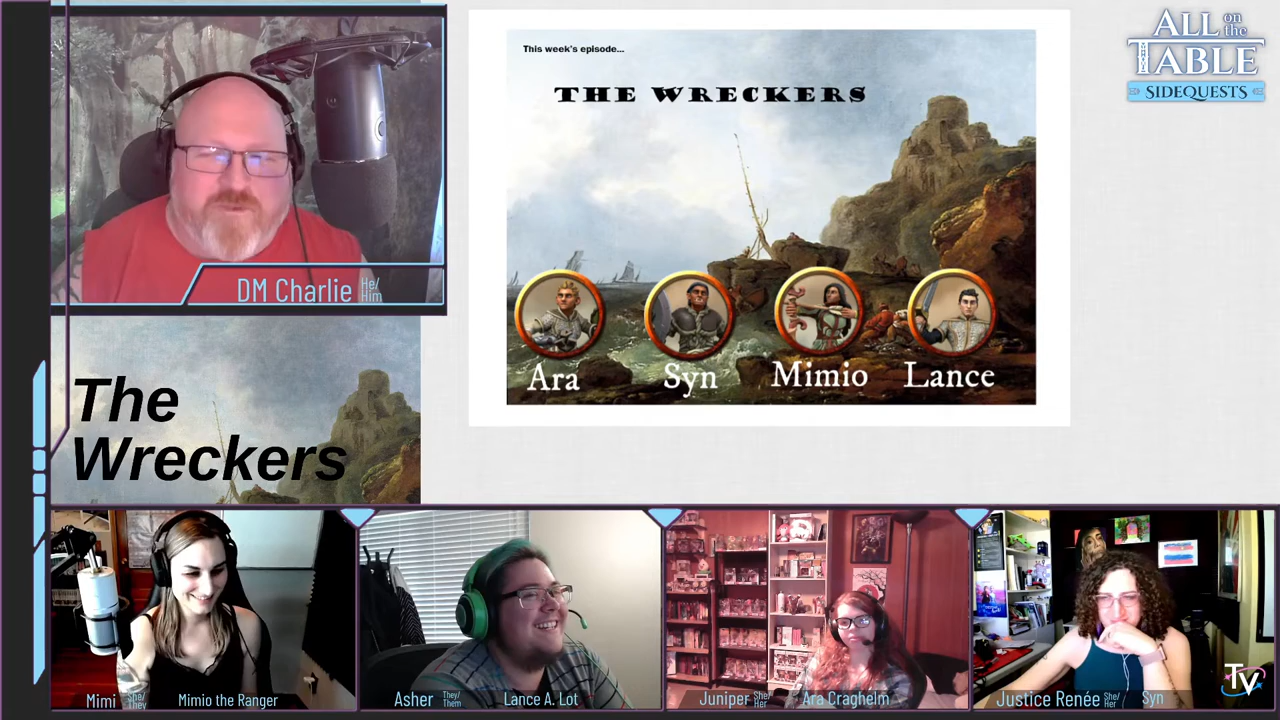 DM Charlie He/
Him
The
Wreckers
This week's episode...
THE WRECKERS
Ara Syn Mimio Lance
ALL on
the
TABLE
SIDEQUESTS
Mimi She/
They Mimio the Ranger
Asher They/
Them Lance A. Lot
Juniper She/
Her Ara Craghelm
Justice Renée She/
Her Syn
TV